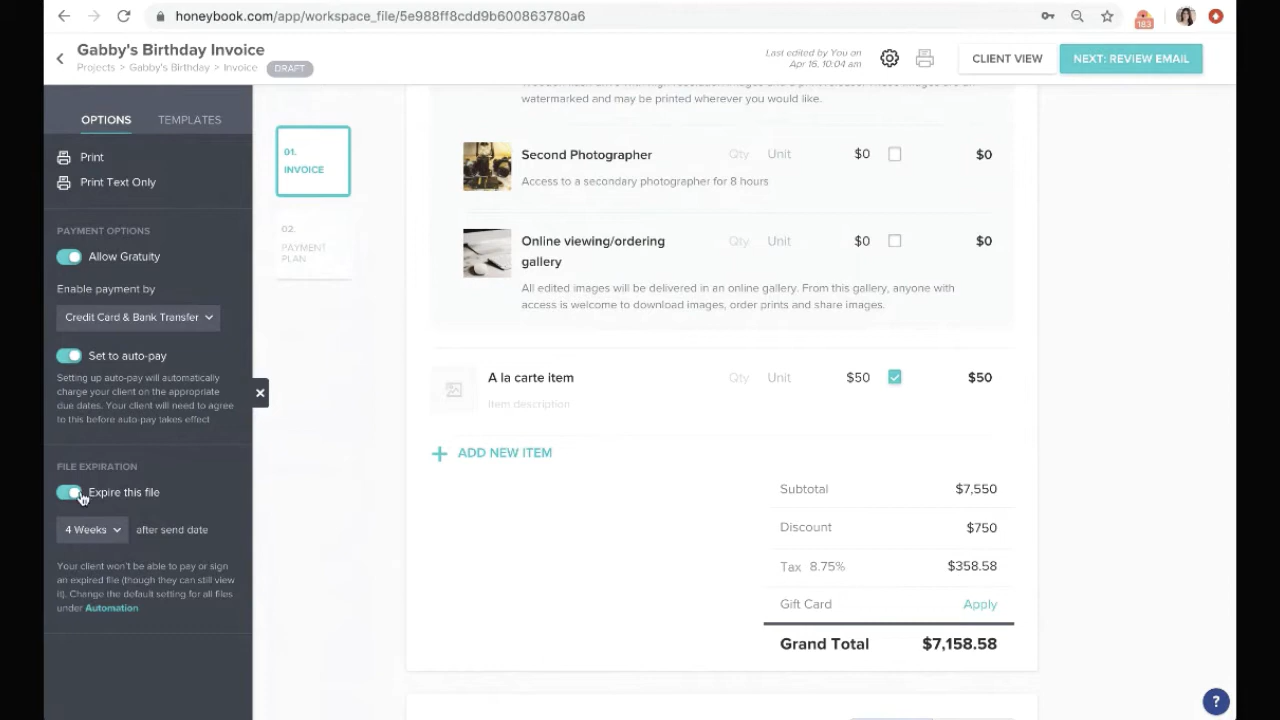 honeybook.com/app/workspace_file/5e988ff8cdd9b600863780a6
183
Gabby's Birthday Invoice
Projects > Gabby's Birthday > Invoice DRAFT
Last edited by You on
Apr 15, 10:04 am
CLIENT VIEW
NEXT: REVIEW EMAIL
OPTIONS TEMPLATES
Print
Print Text Only
PAYMENT OPTIONS
Allow Gratuity
Enable payment by
Credit Card & Bank Transfer
Set to auto-pay
Setting up auto-pay will automatically
charge your client on the appropriate
due dates. Your client will need to agree
to this before auto-pay takes effect
FILE EXPIRATION
Expire this file
4 Weeks after send date
Your client won't be able to pay or sign
an expired file (though they can still view
it). Change the default setting for all files
under Automation
01.
INVOICE
02.
PAYMENT
PLAN
watermarked and may be printed wherever you would like.
Second Photographer Qty Unit $0 $0
Access to a secondary photographer for 8 hours
Online viewing/ordering Qty Unit $0 $0
gallery
All edited images will be delivered in an online gallery. From this gallery, anyone with
access is welcome to download images, order prints and share images.
A la carte item Qty Unit $50 $50
Item description
+ ADD NEW ITEM
Subtotal $7,550
Discount $750
Tax 8.75% $358.58
Gift Card Apply
Grand Total $7,158.58
?